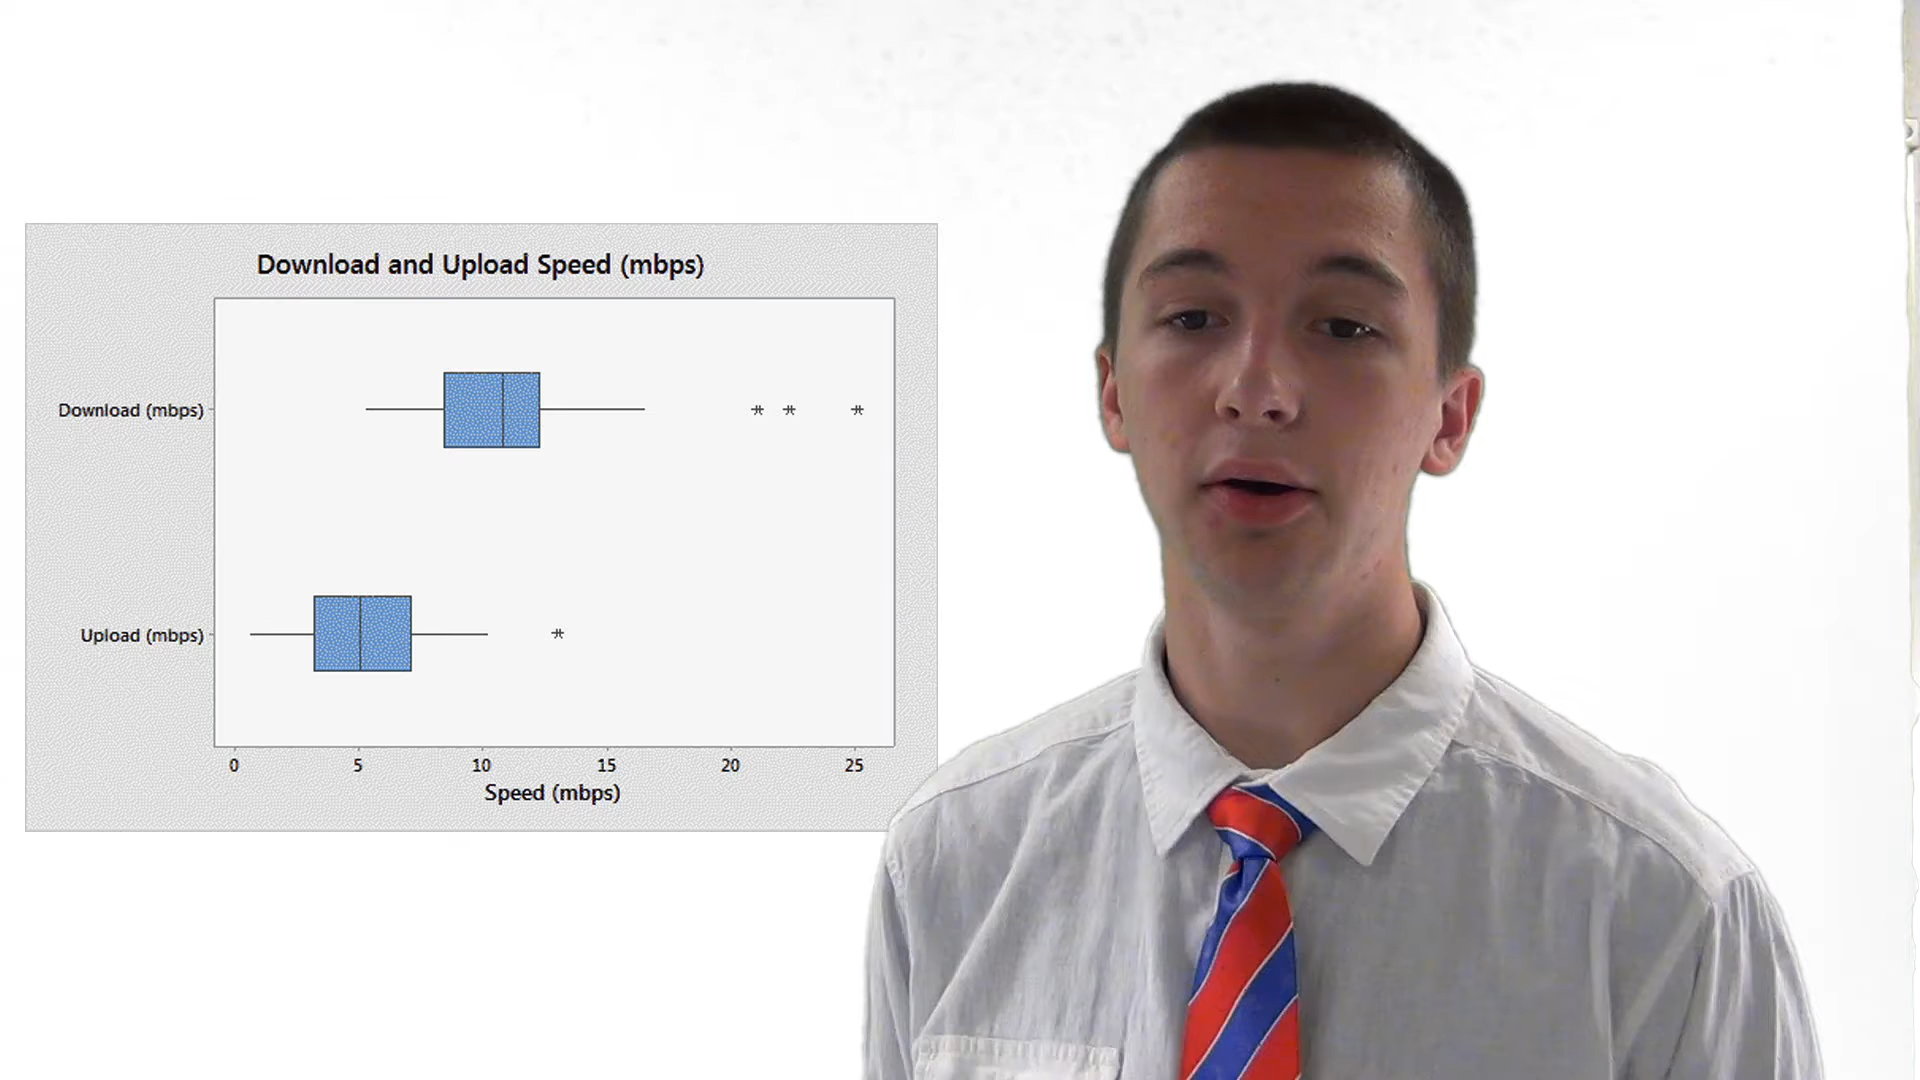 Download and Upload Speed (mbps)
Download (mbps)
Upload (mbps)
0 5 10 15 20 25
Speed (mbps)